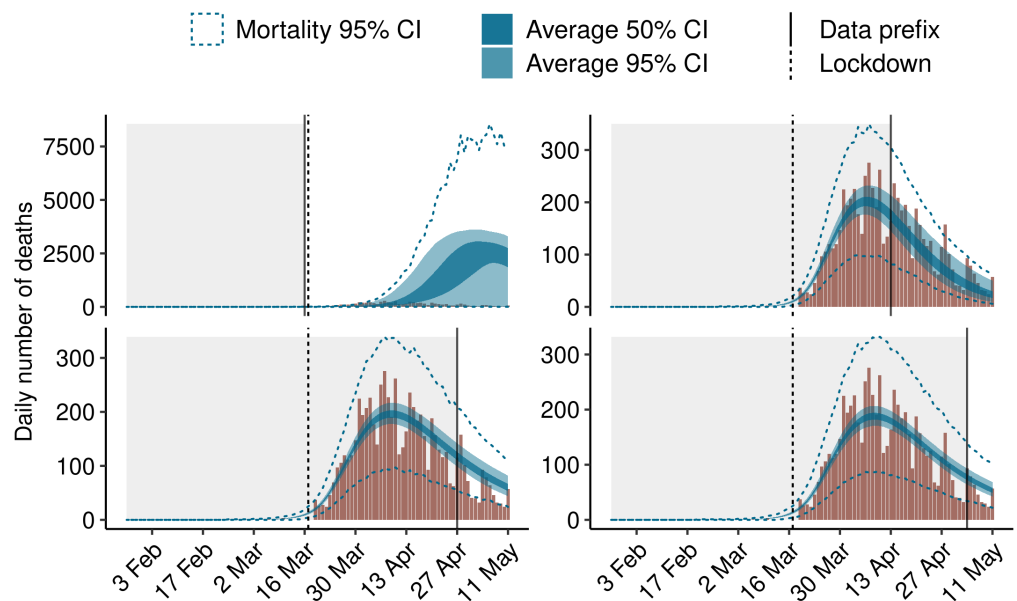 Mortality 95% CI
Average 50% CI
Average 95% CI
Data prefix
Lockdown
Daily number of deaths
7500
5000
2500
0
300
200
100
0
300
200
100
0
300
200
100
0
3 Feb
17 Feb
2 Mar
16 Mar
30 Mar
13 Apr
27 Apr
11 May
3 Feb
17 Feb
2 Mar
16 Mar
30 Mar
13 Apr
27 Apr
11 May